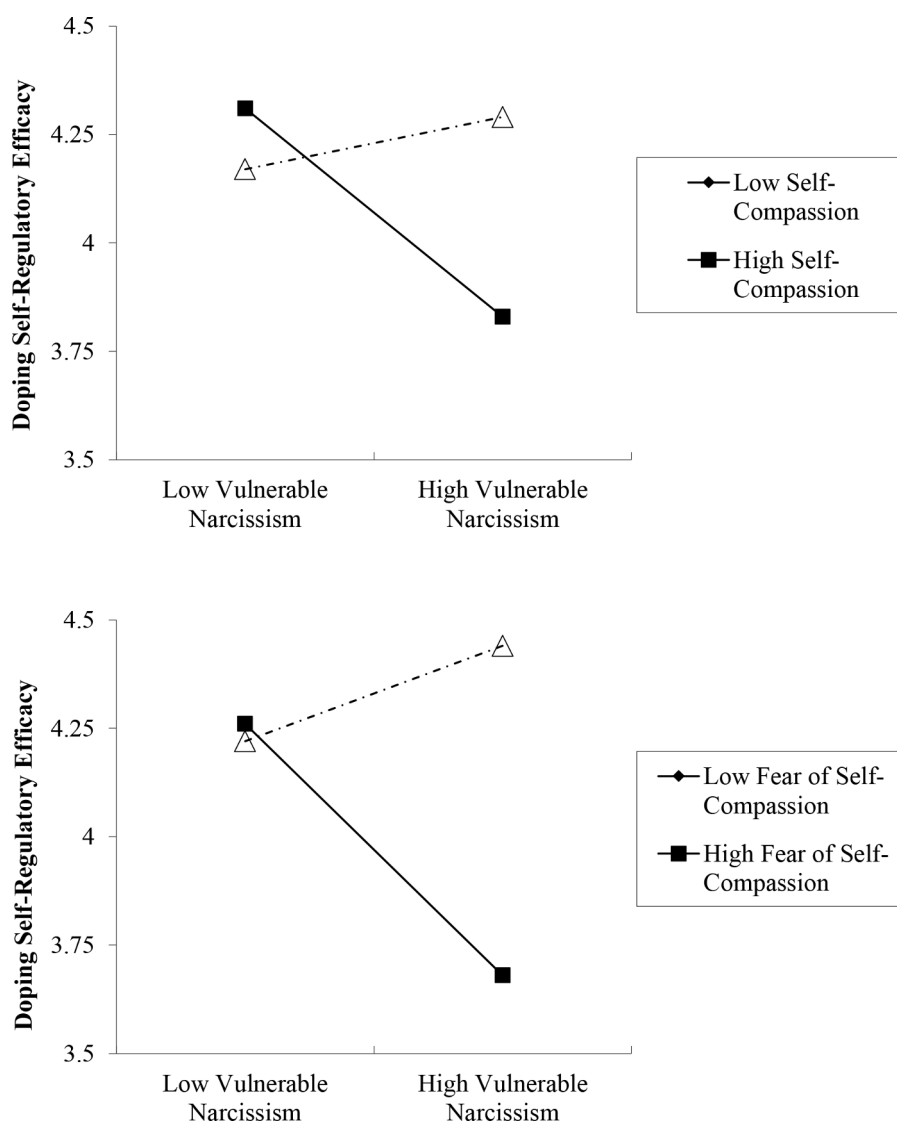 4.5
4.25
4
3.75
3.5
Doping Self-Regulatory Efficacy
Low Vulnerable
Narcissism
High Vulnerable
Narcissism
Low Self-
Compassion
High Self-
Compassion
4.5
4.25
4
3.75
3.5
Doping Self-Regulatory Efficacy
Low Vulnerable
Narcissism
High Vulnerable
Narcissism
Low Fear of Self-
Compassion
High Fear of Self-
Compassion